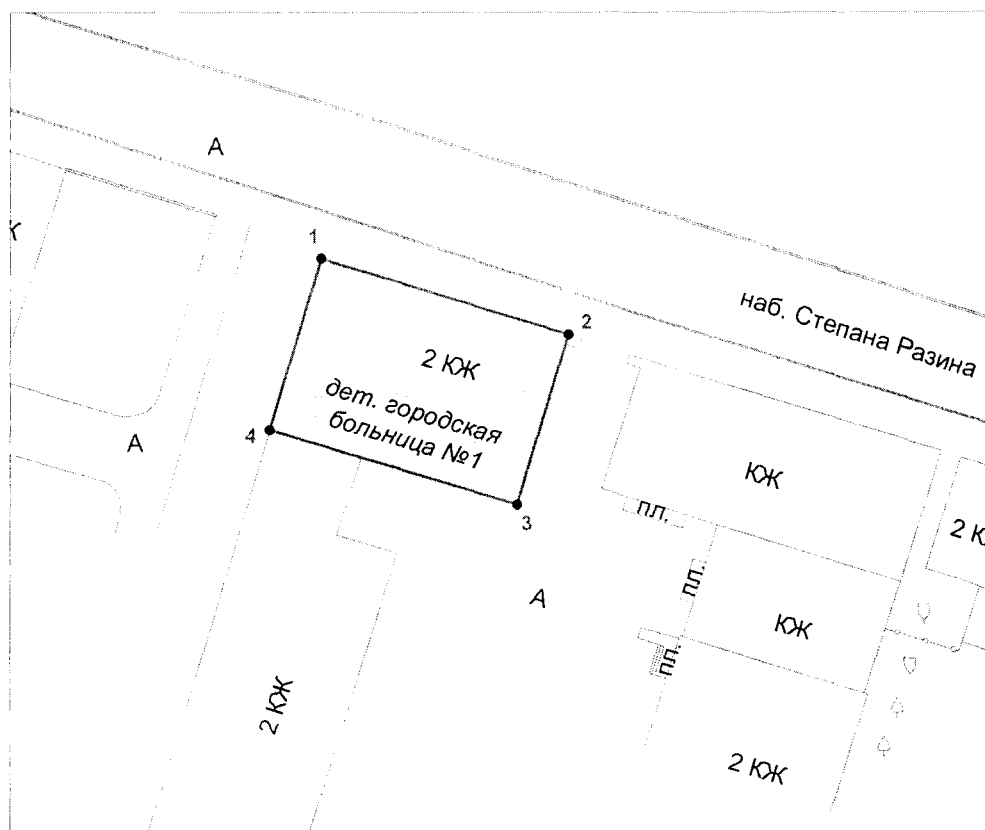 А
К
1
2
наб. Степана Разина
2 КЖ
дет. городская
больница №1
4
А
3
КЖ
пл.
2 К
А
пл.
КЖ
пл.
2 КЖ
2 КЖ